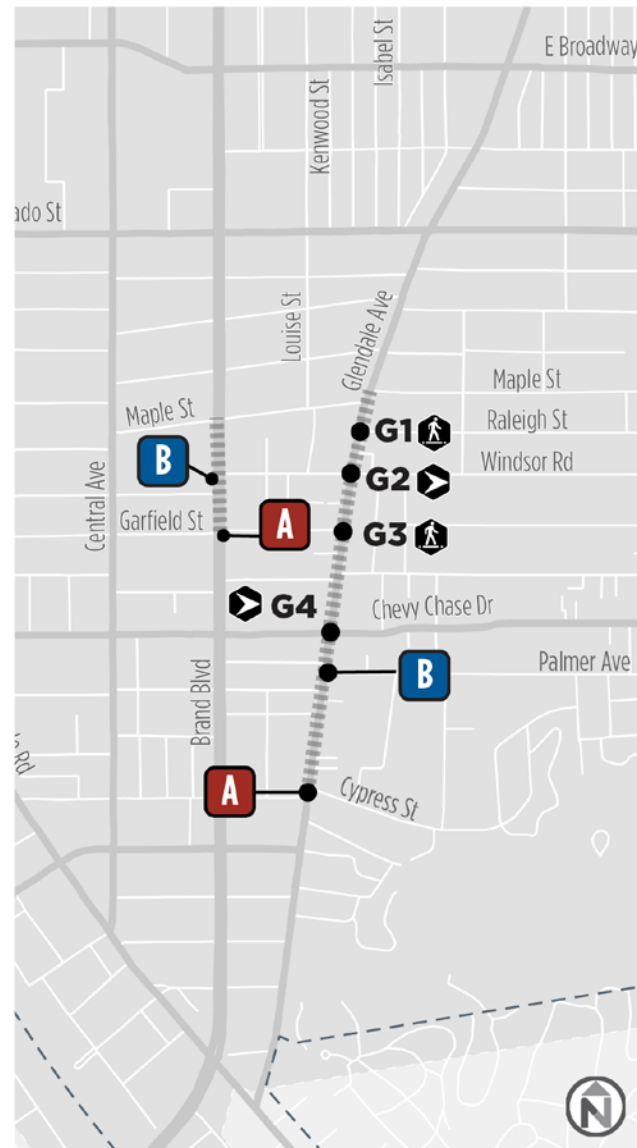 Isabel St
E Broadway
Kenwood St
ado St
Louise St
Glendale Ave
Maple St
Maple St
Raleigh St
G1
Windsor Rd
B
G2
Central Ave
Garfield St
A
G3
G4
Chevy Chase Dr
Palmer Ave
B
Brand Blvd
A
Cypress St
Rd
N